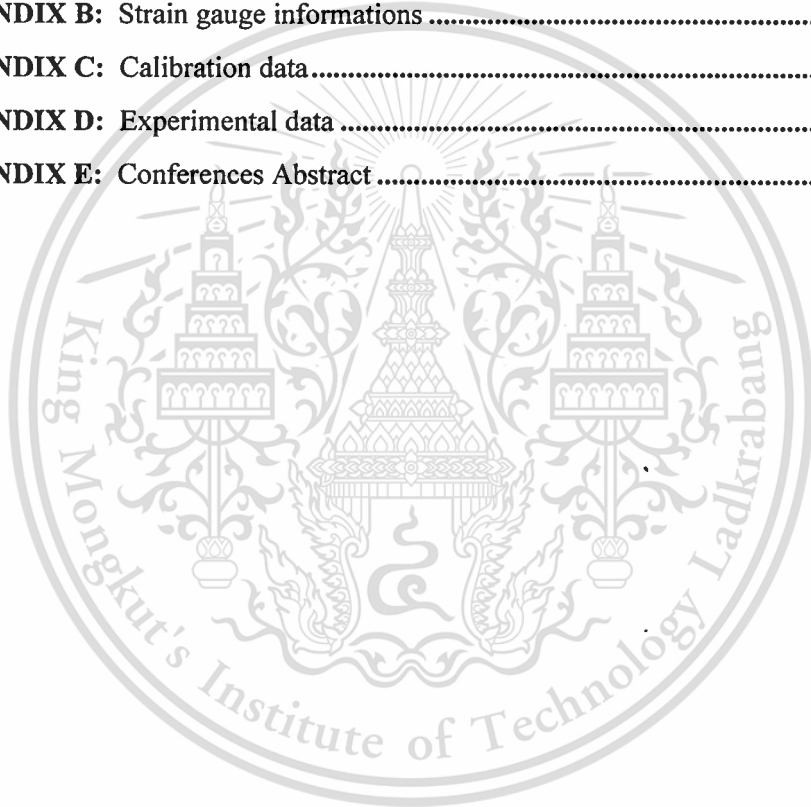 NDIX B: Strain gauge informations ........................................................
NDIX C: Calibration data........................................................................
NDIX D: Experimental data ...................................................................
NDIX E: Conferences Abstract ..............................................................
King Mongkut's Institute of Technology Ladkrabang